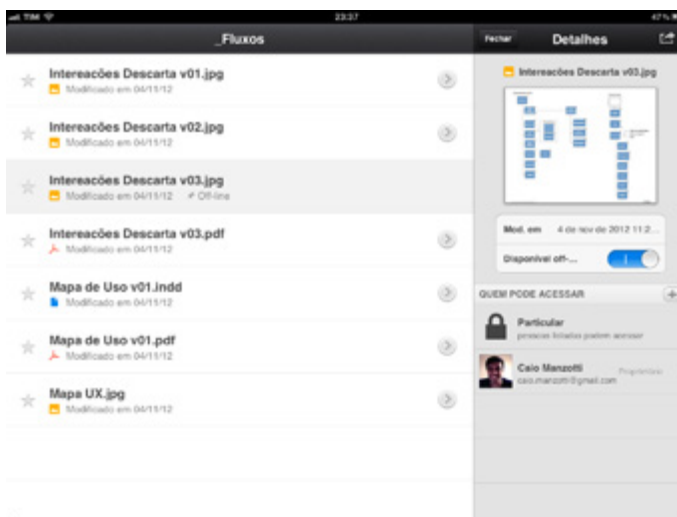 TIM 23:37 47%
_Fluxos
Fechar Detalhes
Intereacões Descarta v01.jpg
Modificado em 04/11/12
Intereacões Descarta v02.jpg
Modificado em 04/11/12
Intereacões Descarta v03.jpg
Modificado em 04/11/12 Off-line
Intereacões Descarta v03.pdf
Modificado em 04/11/12
Mapa de Uso v01.indd
Modificado em 04/11/12
Mapa de Uso v01.pdf
Modificado em 04/11/12
Mapa UX.jpg
Modificado em 04/11/12
Intereacões Descarta v03.jpg
Mod. em 4 de nov de 2012 11:2...
Disponível off-...
QUEM PODE ACESSAR
Particular
pessoas listadas podem acessar
Caio Manzotti Proprietário
caio.manzotti@gmail.com